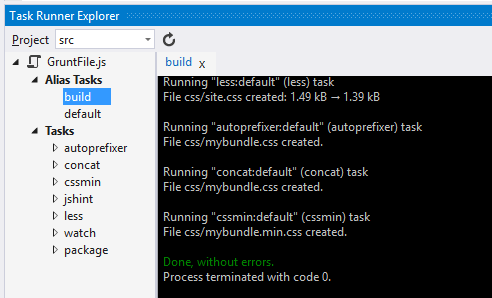 Task Runner Explorer
Project src
GruntFile.js
Alias Tasks
build
default
Tasks
autoprefixer
concat
cssmin
jshint
less
watch
package
build x
Running "less:default" (less) task
File css/site.css created: 1.49 kB → 1.39 kB
Running "autoprefixer:default" (autoprefixer) task
File css/mybundle.css created.
Running "concat:default" (concat) task
File css/mybundle.css created.
Running "cssmin:default" (cssmin) task
File css/mybundle.min.css created.
Done, without errors.
Process terminated with code 0.